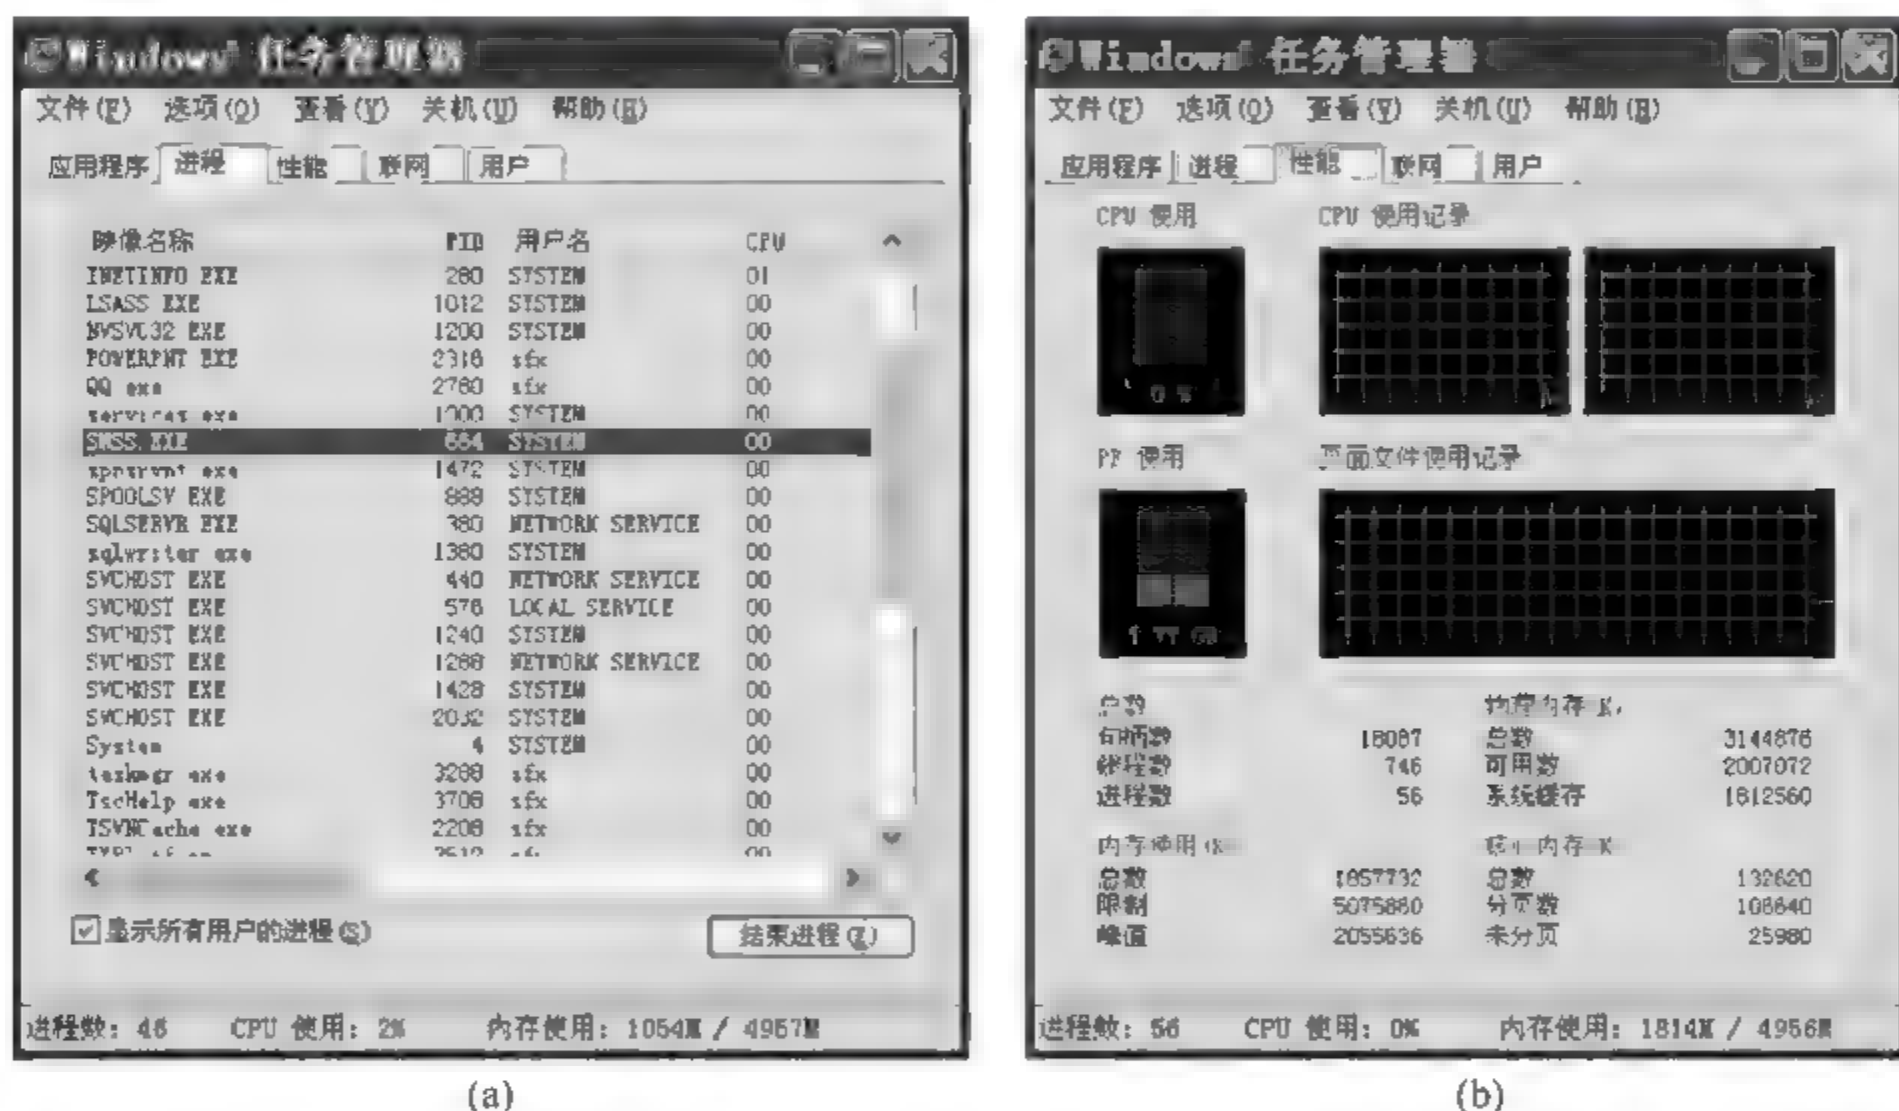 Windows 任务管理器
文件(F) 选项(O) 查看(V) 关机(U) 帮助(H)
应用程序 进程 性能 联网 用户
映像名称 PID 用户名 CPU
INETINFO EXE 280 SYSTEM 01
LSASS EXE 1012 SYSTEM 00
NVSVC32 EXE 1200 SYSTEM 00
POWERPNT EXE 2316 sfx 00
QQ exe 2760 sfx 00
services exe 1000 SYSTEM 00
SMSS.EXE 664 SYSTEM 00
1472 SYSTEM 00
SPOOLSV EXE 888 SYSTEM 00
SQLSERVR EXE 380 NETWORK SERVICE 00
sqlwriter exe 1380 SYSTEM 00
SVCHOST EXE 440 NETWORK SERVICE 00
SVCHOST EXE 576 LOCAL SERVICE 00
SVCHOST EXE 1240 SYSTEM 00
SVCHOST EXE 1288 NETWORK SERVICE 00
SVCHOST EXE 1428 SYSTEM 00
SVCHOST EXE 2032 SYSTEM 00
System 4 SYSTEM 00
taskmgr exe 3288 sfx 00
TscHelp exe 3708 sfx 00
TSVNCache exe 2208 sfx 00
显示所有用户的进程(S)
结束进程(E)
进程数: 46 CPU 使用: 2% 内存使用: 1054M / 4957M
(a)
Windows 任务管理器
文件(F) 选项(O) 查看(V) 关机(U) 帮助(H)
应用程序 进程 性能 联网 用户
CPU 使用 CPU 使用记录
0 %
PF 使用 页面文件使用记录
总数 物理内存(K)
句柄数 18087 总数 3144876
线程数 746 可用数 2007072
进程数 56 系统缓存 1812560
内存使用(K) 核心内存(K)
总数 1857732 总数 132620
限制 5075860 分页数 106640
峰值 2055636 未分页 25980
进程数: 56 CPU 使用: 0% 内存使用: 1814M / 4956M
(b)